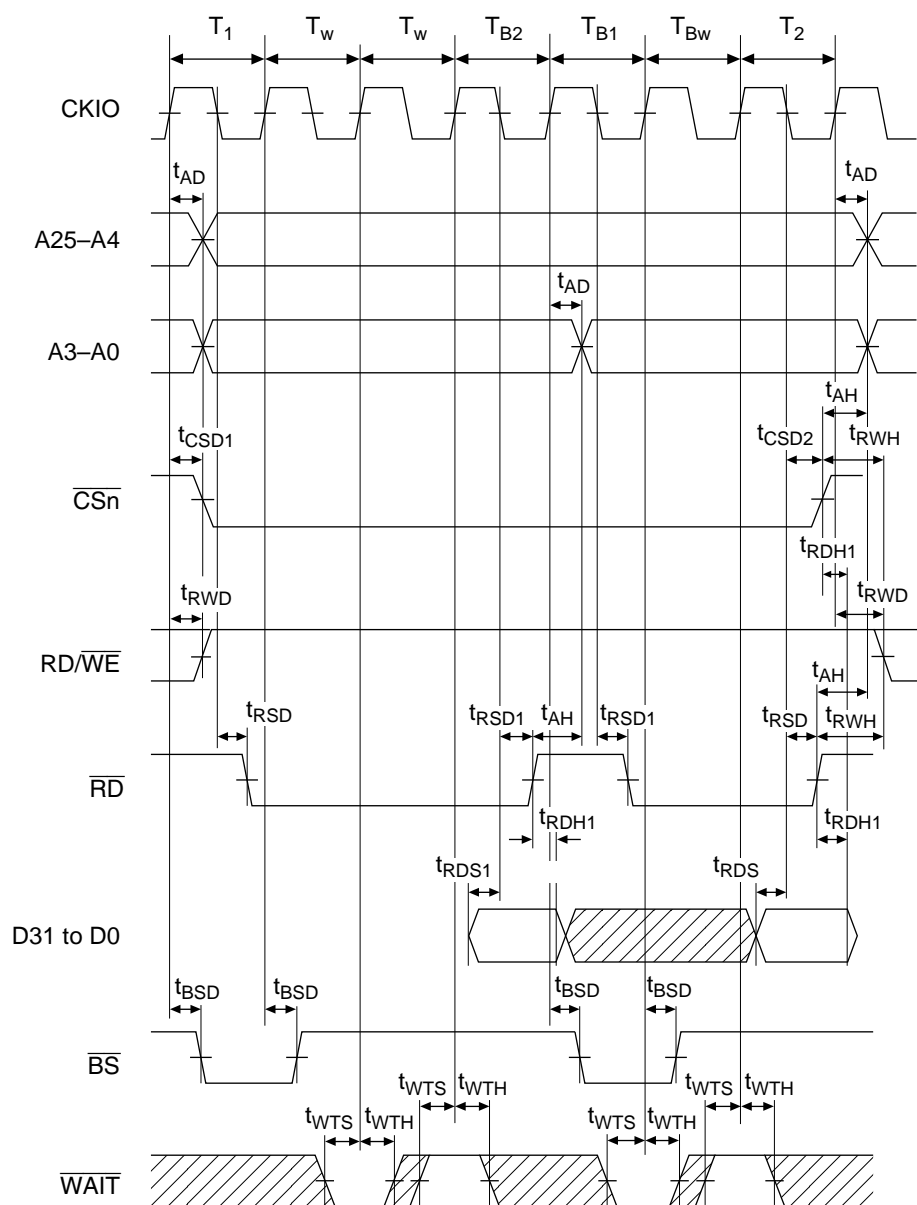 T1 Tw Tw TB2 TB1 TBw T2
CKIO
tAD tAD
A25–A4
tAD
A3–A0
tAH
tCSD1 tCSD2 tRWH
CSn
tRDH1
tRWD tRWD
RD/WE
tAH
tRSD tRSD1 tAH tRSD1 tRSD tRWH
RD
tRDH1 tRDH1
tRDS1 tRDS
D31 to D0
tBSD tBSD tBSD tBSD
BS
tWTS tWTH tWTS tWTH
tWTS tWTH tWTS tWTH
WAIT